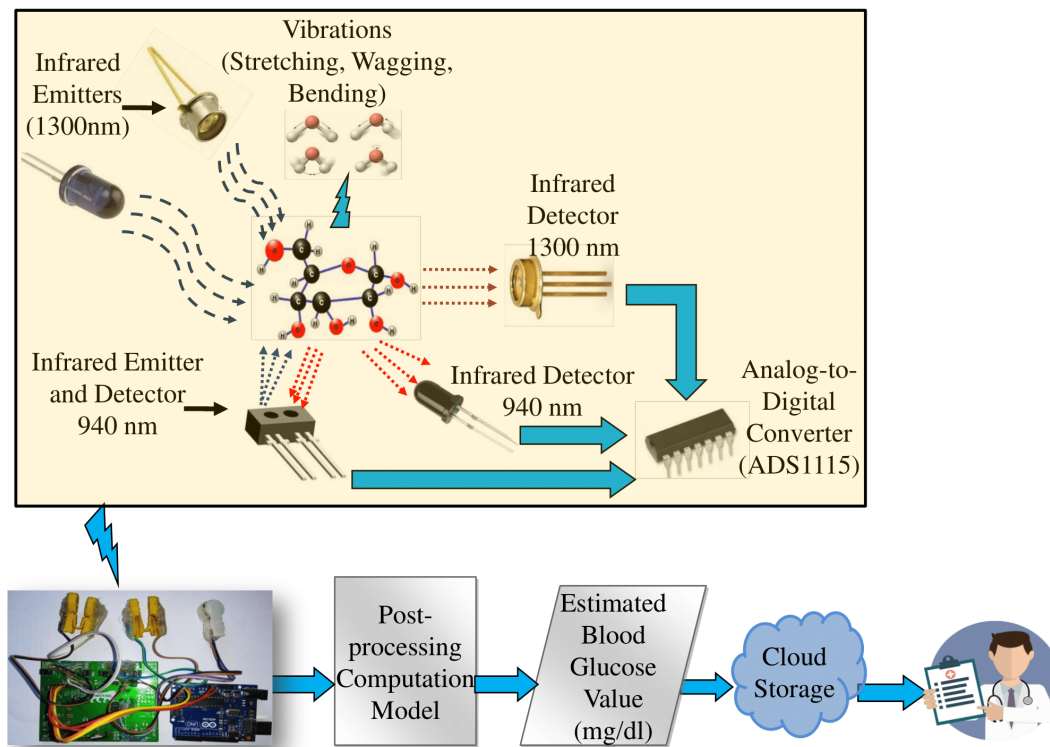 Vibrations
(Stretching, Wagging,
Bending)
Infrared
Emitters
(1300nm)
Infrared
Detector
1300 nm
Infrared Emitter
and Detector
940 nm
Infrared Detector
940 nm
Analog-to-
Digital
Converter
(ADS1115)
Post-
processing
Computation
Model
Estimated
Blood
Glucose
Value
(mg/dl)
Cloud
Storage